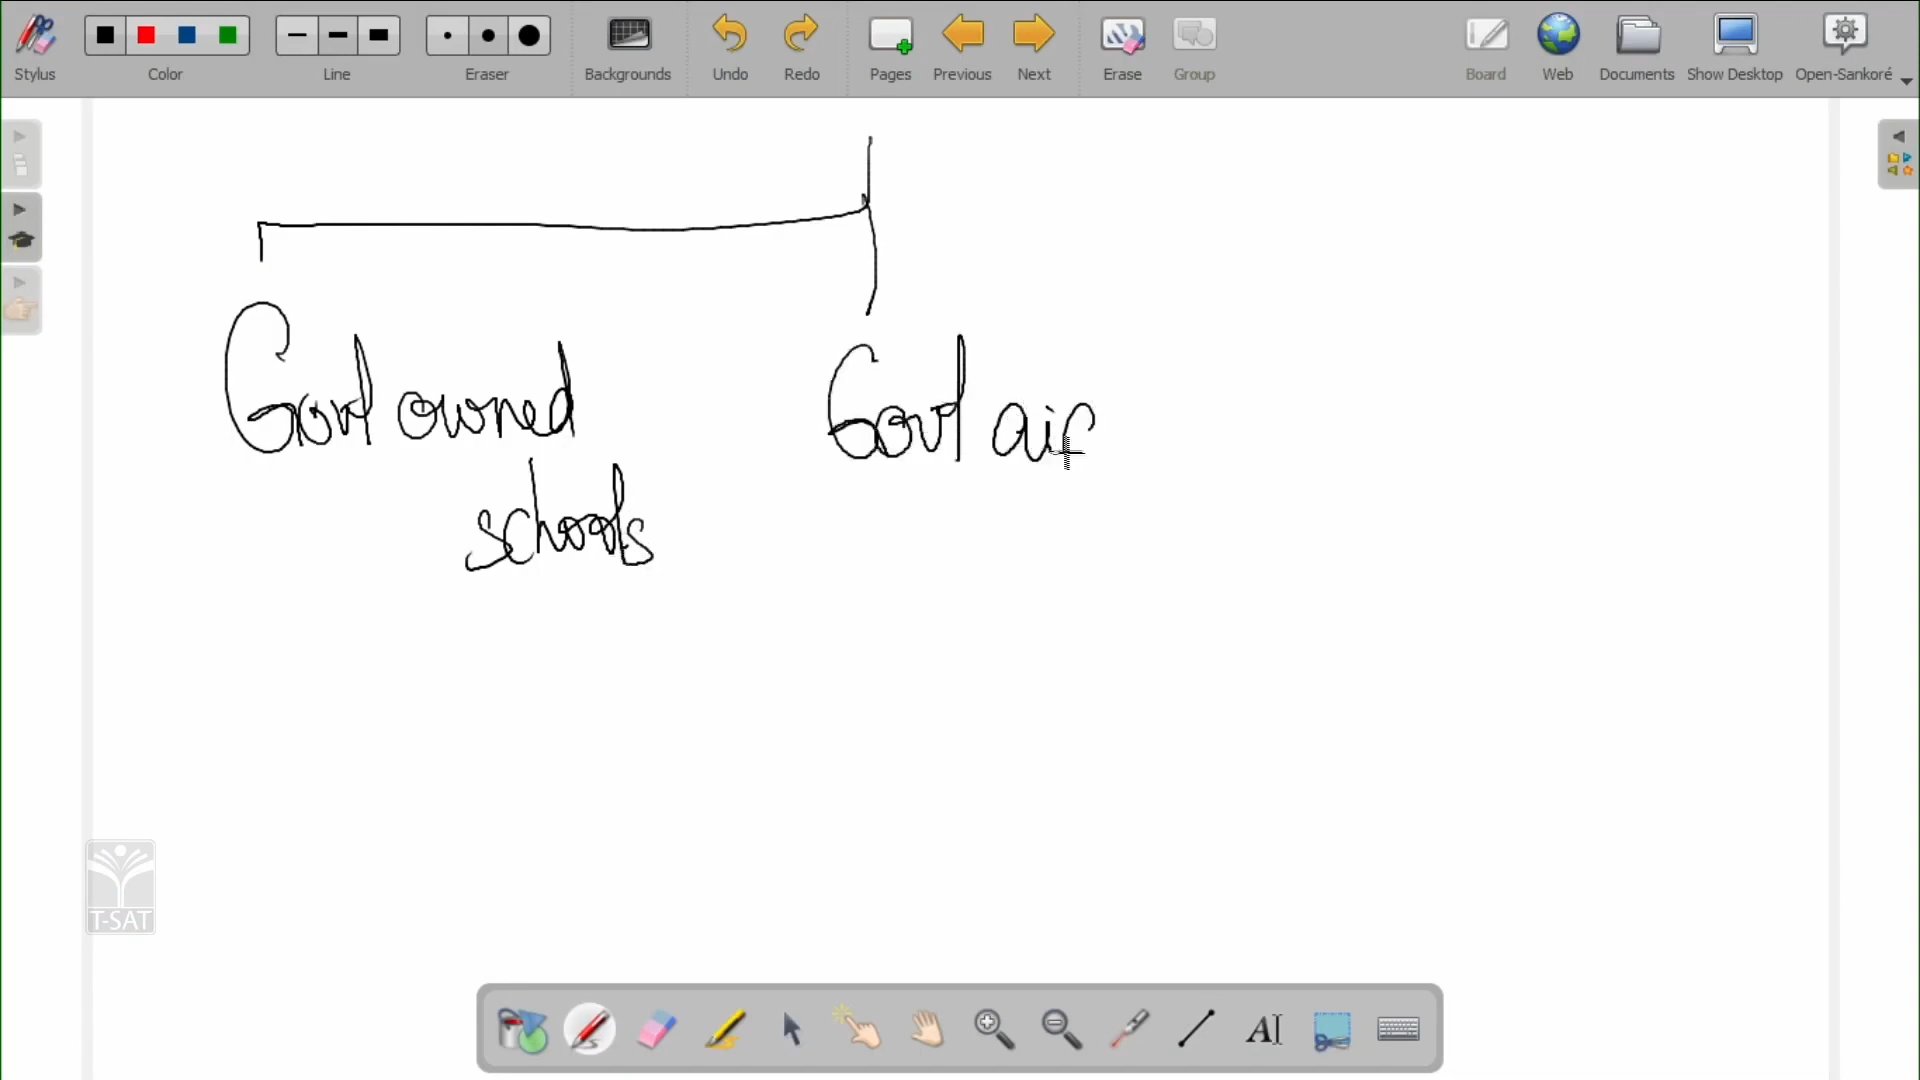 Stylus Color Line Eraser Backgrounds Undo Redo Pages Previous Next Erase Group Board Web Documents Show Desktop Open-Sankoré
Govt owned
schools
Govt
T-SAT
AI